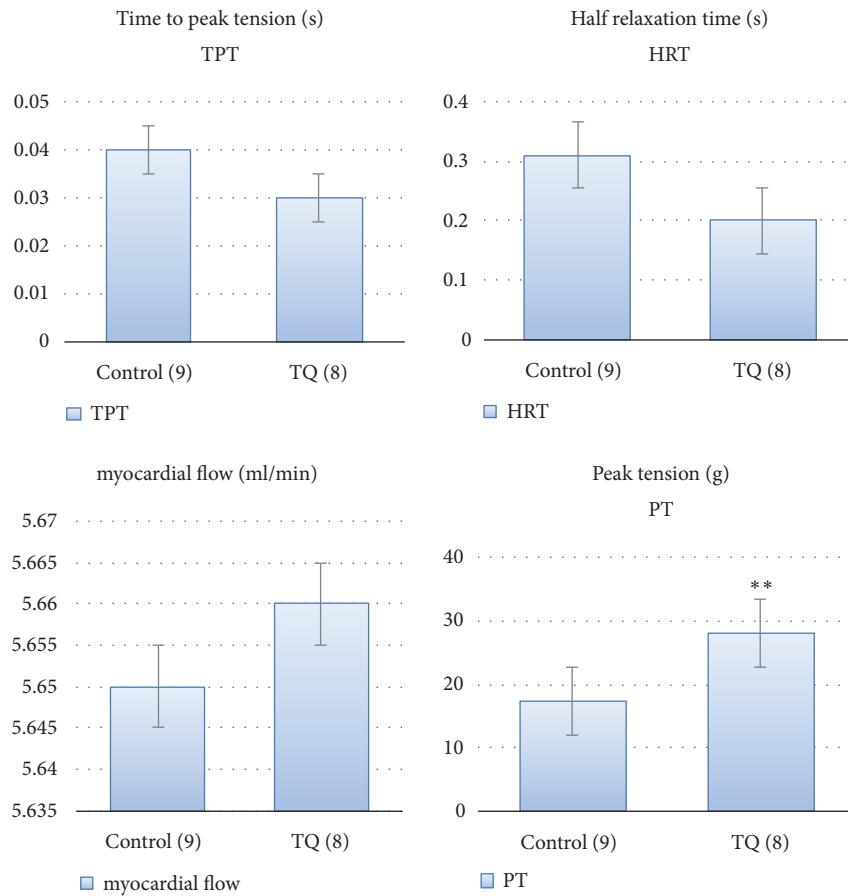 Time to peak tension (s)
TPT
0.05
0.04
0.03
0.02
0.01
0
Control (9) TQ (8)
TPT
Half relaxation time (s)
HRT
0.4
0.3
0.2
0.1
0
Control (9) TQ (8)
HRT
myocardial flow (ml/min)
5.67
5.665
5.66
5.655
5.65
5.645
5.64
5.635
Control (9) TQ (8)
myocardial flow
Peak tension (g)
PT
40
**
30
20
10
0
Control (9) TQ (8)
PT